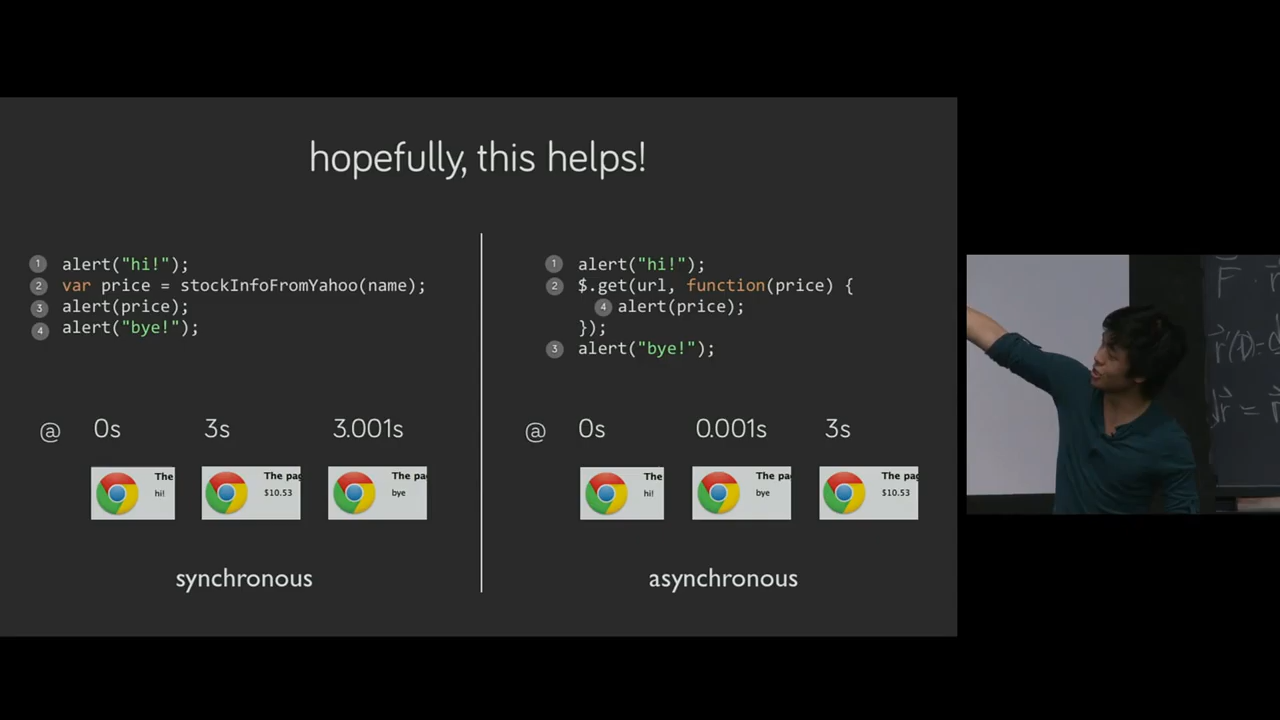 hopefully, this helps!
1 alert("hi!");
2 var price = stockInfoFromYahoo(name);
3 alert(price);
4 alert("bye!");
@ 0s 3s 3.001s
The
hi!
The pa
$10.53
The pa
bye
synchronous
1 alert("hi!");
2 $.get(url, function(price) {
4 alert(price);
});
3 alert("bye!");
@ 0s 0.001s 3s
The
hi!
The pa
bye
The pa
$10.53
asynchronous
F · r